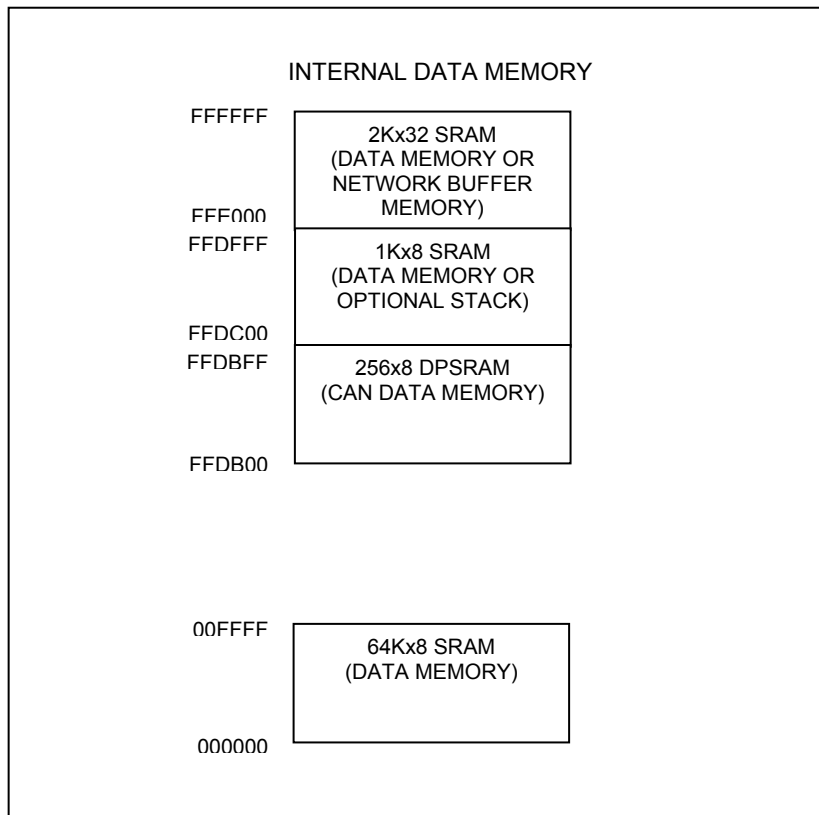 INTERNAL DATA MEMORY
FFFFFF
2Kx32 SRAM
(DATA MEMORY OR
NETWORK BUFFER
MEMORY)
FFE000
FFDFFF
1Kx8 SRAM
(DATA MEMORY OR
OPTIONAL STACK)
FFDC00
FFDBFF
256x8 DPSRAM
(CAN DATA MEMORY)
FFDB00
00FFFF
64Kx8 SRAM
(DATA MEMORY)
000000